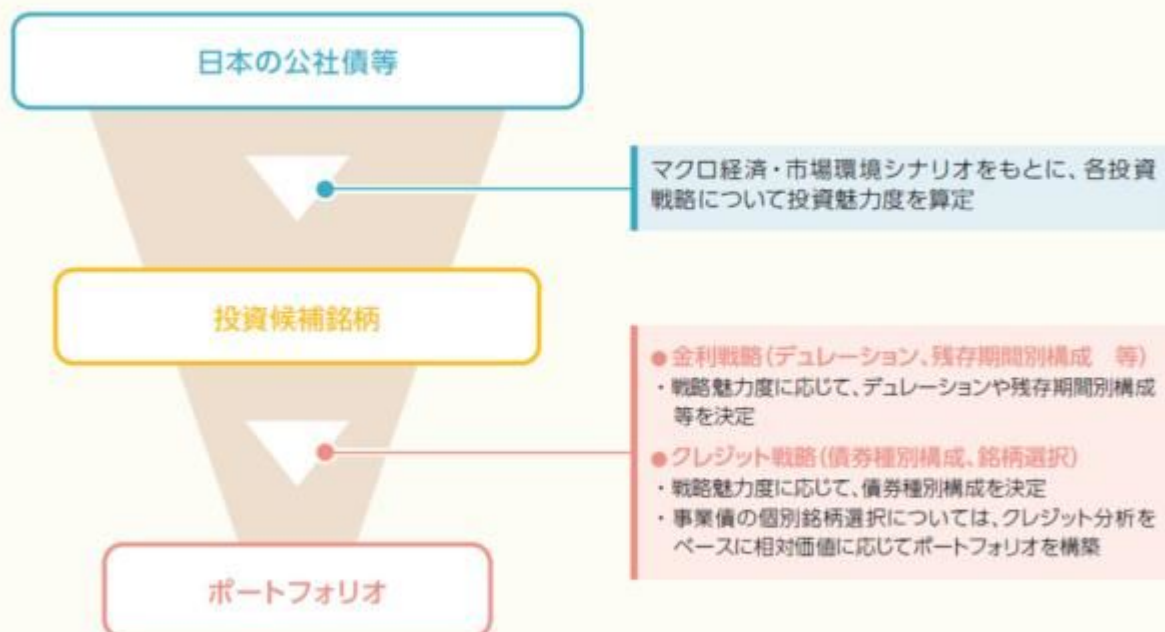 日本の公社債等
マクロ経済・市場環境シナリオをもとに、各投資
戦略について投資魅力度を算定
投資候補銘柄
●金利戦略(デュレーション、残存期間別構成　等)
・戦略魅力度に応じて、デュレーションや残存期間別構成
等を決定
●クレジット戦略(債券種別構成、銘柄選択)
・戦略魅力度に応じて、債券種別構成を決定
・事業債の個別銘柄選択については、クレジット分析を
ベースに相対価値に応じてポートフォリオを構築
ポートフォリオ